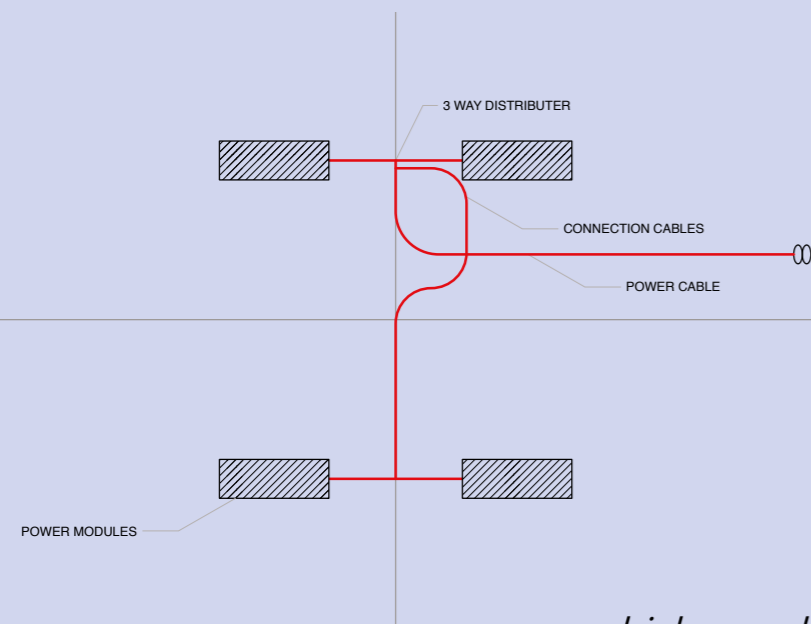 3 WAY DISTRIBUTER
CONNECTION CABLES
POWER CABLE
POWER MODULES